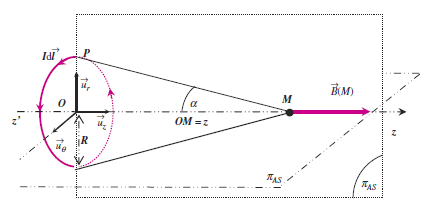 Idl⃗ P
u⃗r α M B⃗(M)
z' O u⃗z OM = z z
u⃗θ R
πAS πAS